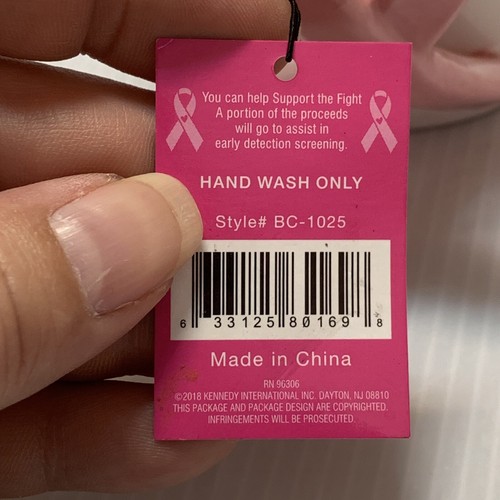 You can help Support the Fight
A portion of the proceeds
will go to assist in
early detection screening.
HAND WASH ONLY
Style# BC-1025
6 33125 80169 8
Made in China
RN 96306
©2018 KENNEDY INTERNATIONAL INC. DAYTON, NJ 08810
THIS PACKAGE AND PACKAGE DESIGN ARE COPYRIGHTED.
INFRINGEMENTS WILL BE PROSECUTED.